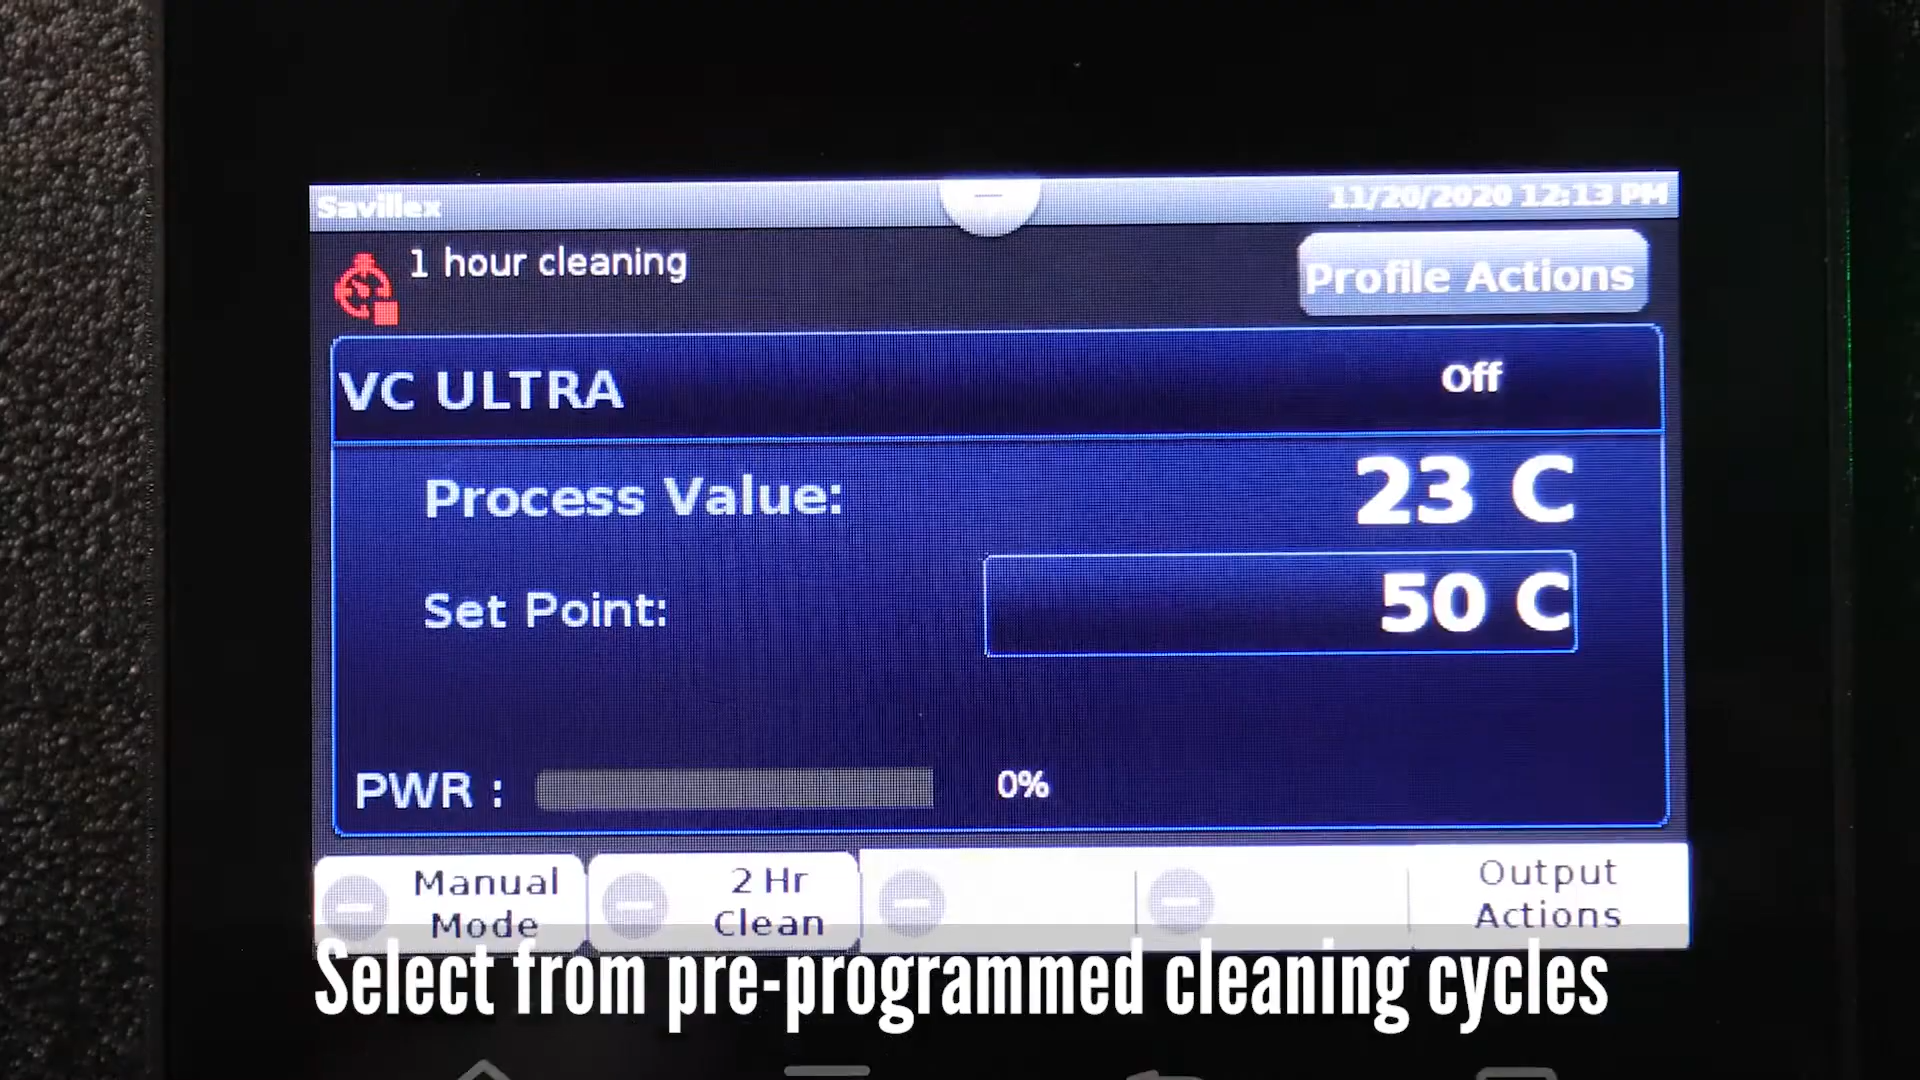 Savillex
11/20/2020 12:13 PM
1 hour cleaning
Profile Actions
VC ULTRA
Off
Process Value:
23 C
Set Point:
50 C
PWR :
0%
Manual
Mode
2 Hr
Clean
Output
Actions
Select from pre-programmed cleaning cycles